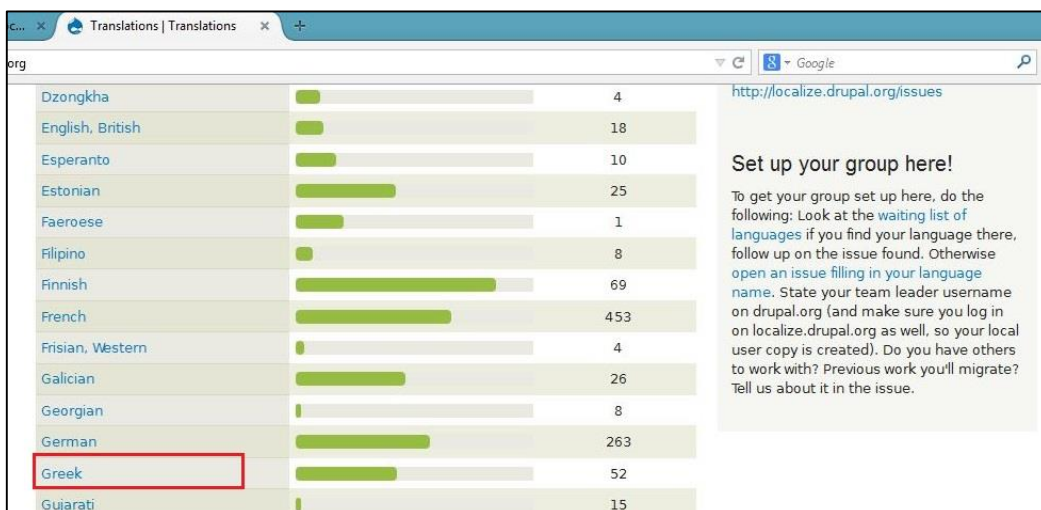 c...
Translations | Translations
org
Google
Dzongkha 4
English, British 18
Esperanto 10
Estonian 25
Faeroese 1
Filipino 8
Finnish 69
French 453
Frisian, Western 4
Galician 26
Georgian 8
German 263
Greek 52
Gujarati 15
http://localize.drupal.org/issues
Set up your group here!
To get your group set up here, do the
following: Look at the waiting list of
languages if you find your language there,
follow up on the issue found. Otherwise
open an issue filling in your language
name. State your team leader username
on drupal.org (and make sure you log in
on localize.drupal.org as well, so your local
user copy is created). Do you have others
to work with? Previous work you'll migrate?
Tell us about it in the issue.